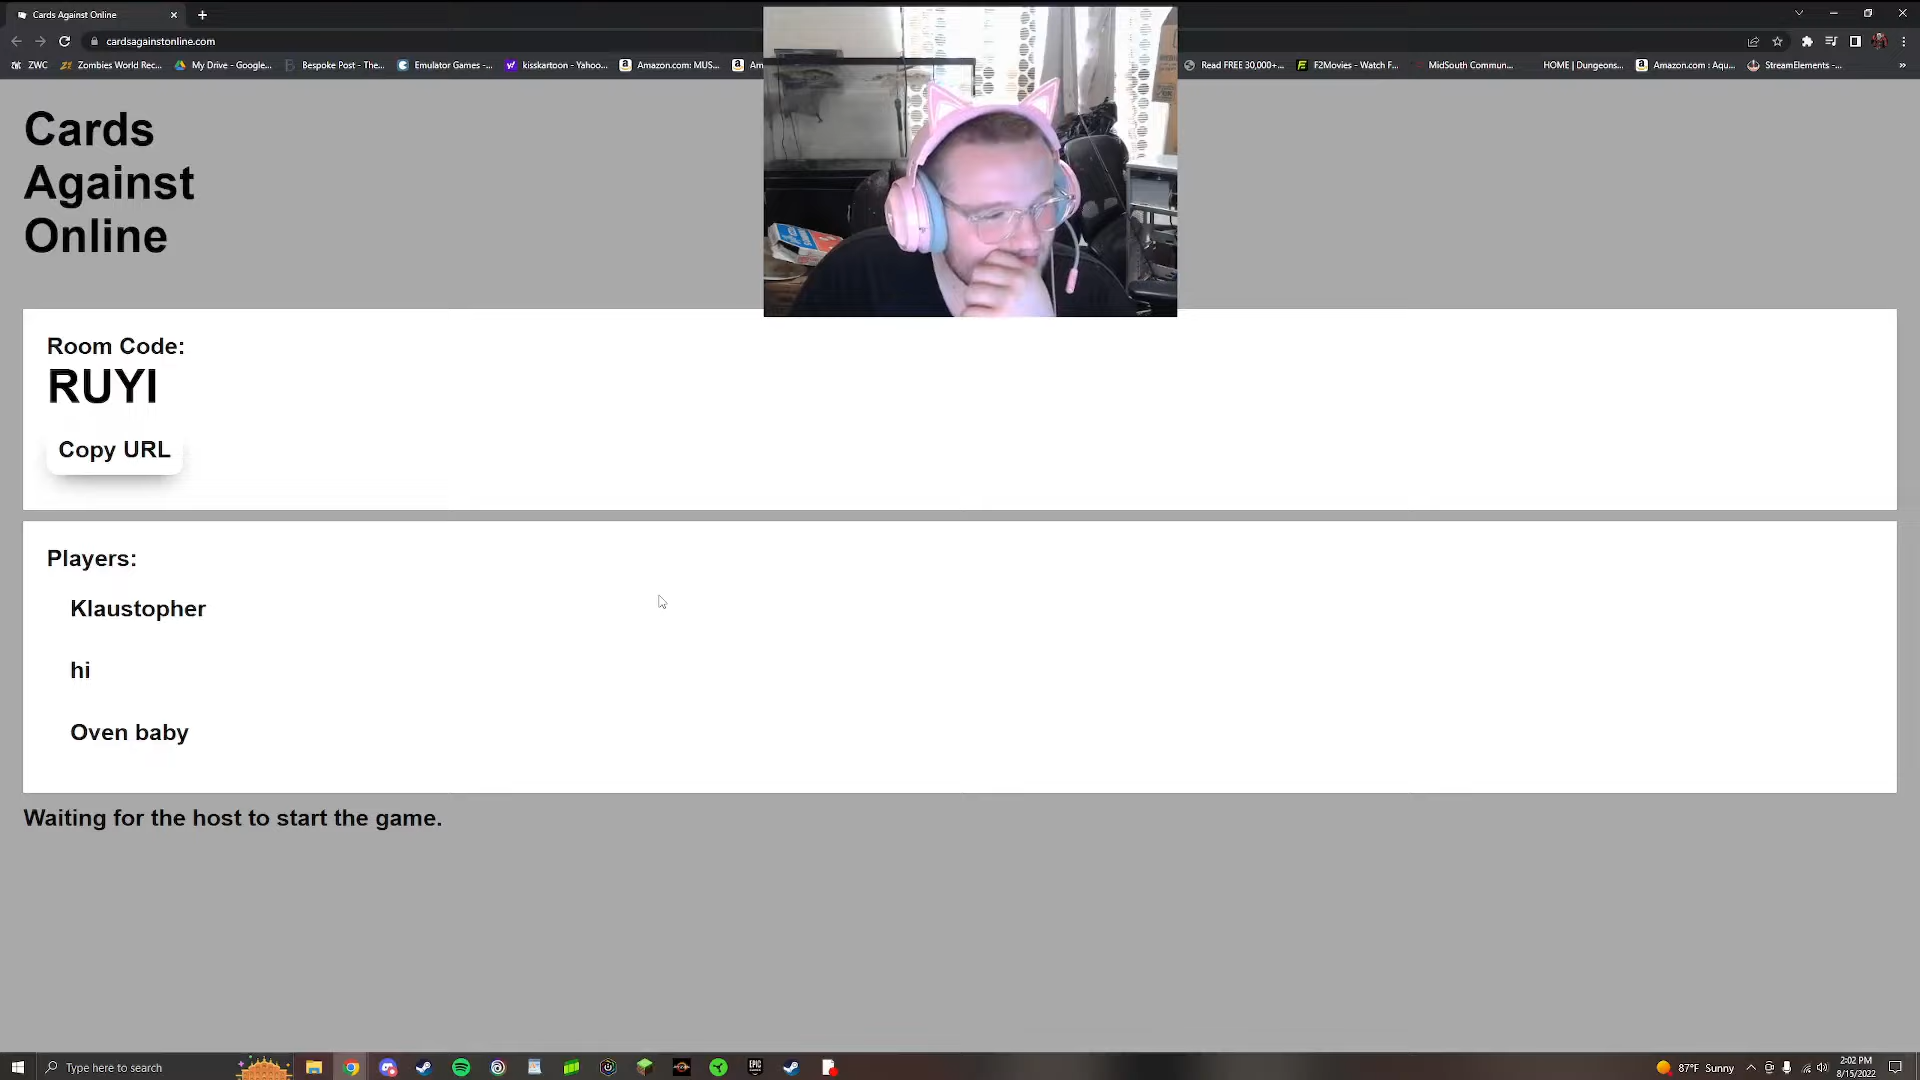 Cards Against Online
cardsagainstonline.com
ZWC
Zombies World Rec...
My Drive - Google...
Bespoke Post - The...
Emulator Games -...
kisskartoon - Yahoo...
Amazon.com: MUS...
Am
Read FREE 30,000+...
F2Movies - Watch F...
MidSouth Commun...
HOME | Dungeons...
Amazon.com : Aqu...
StreamElements -...
Cards
Against
Online
Room Code:
RUYI
Copy URL
Players:
Klaustopher
hi
Oven baby
Waiting for the host to start the game.
Type here to search
EPIC
87°F Sunny
2:02 PM
8/15/2022